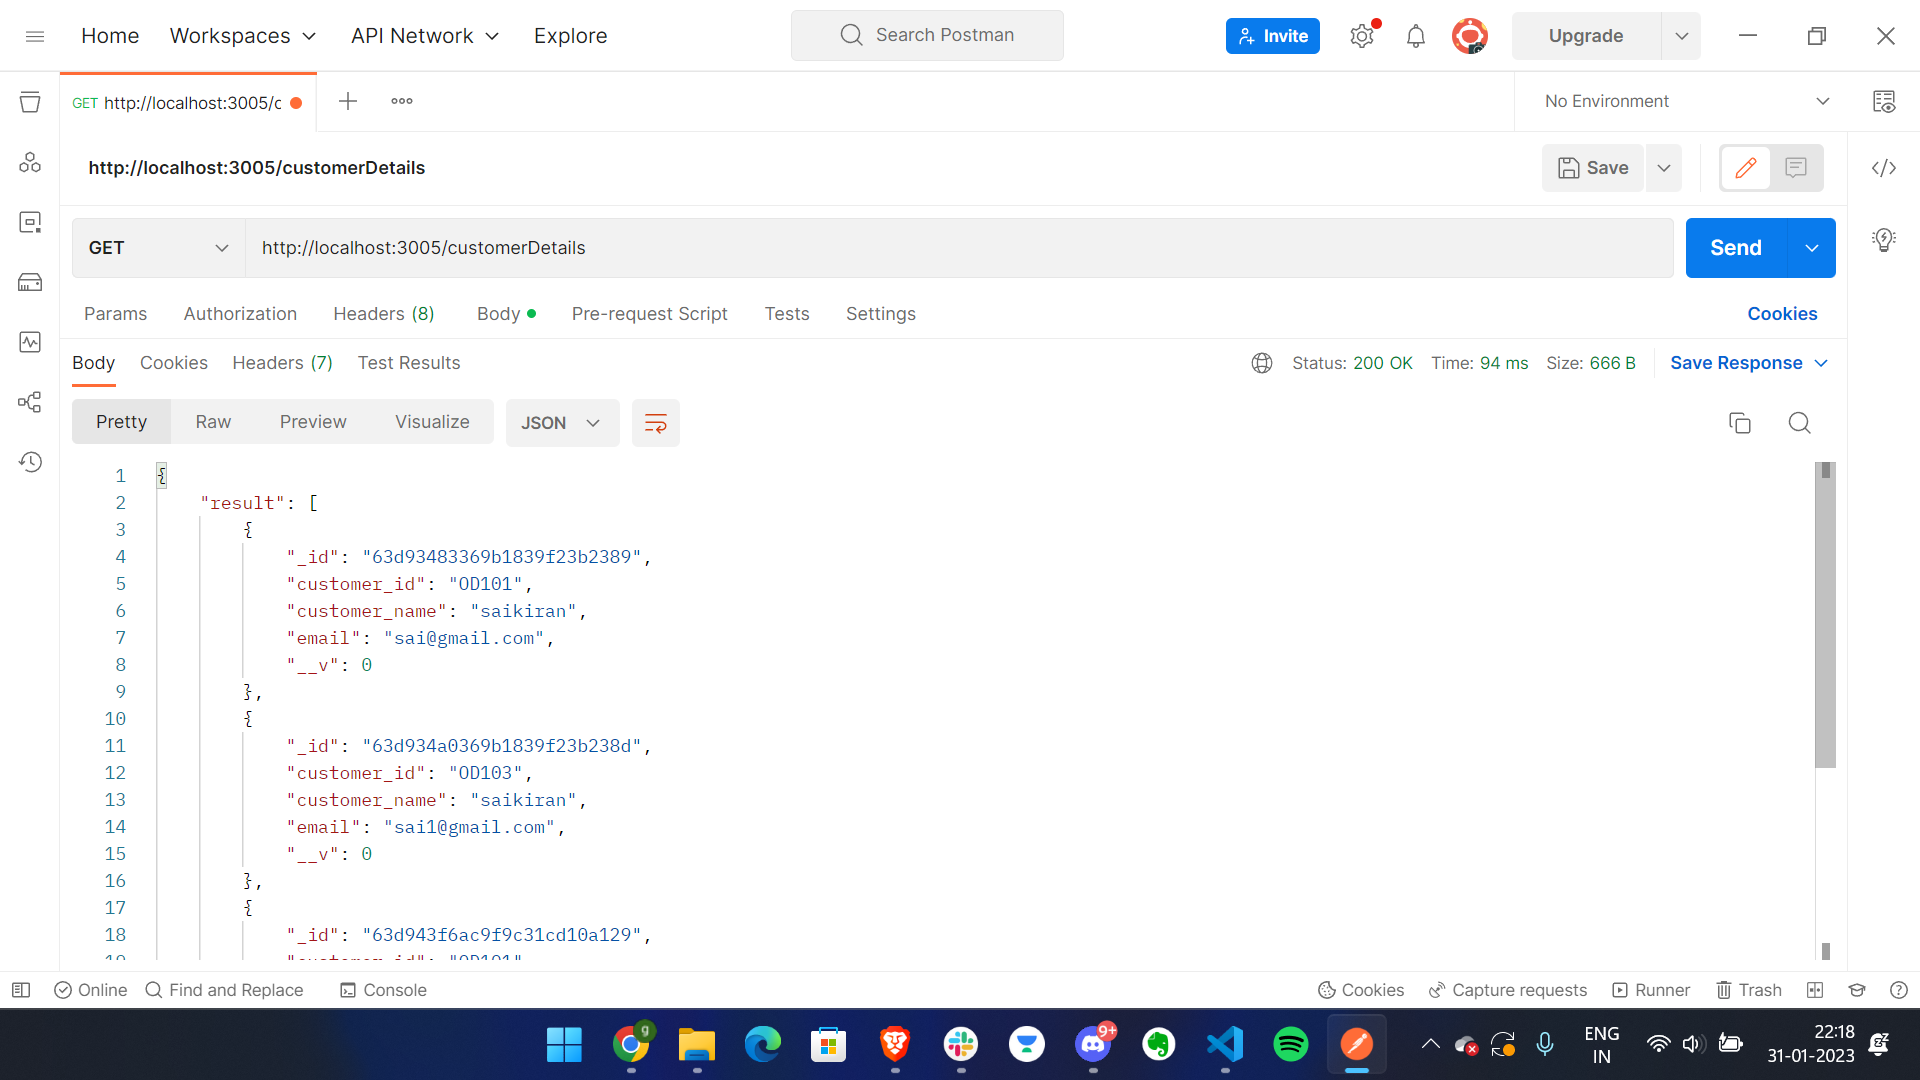 Home Workspaces API Network Explore Search Postman Invite Upgrade
GET http://localhost:3005/c No Environment
http://localhost:3005/customerDetails Save
GET http://localhost:3005/customerDetails Send
Params Authorization Headers (8) Body Pre-request Script Tests Settings Cookies
Body Cookies Headers (7) Test Results Status: 200 OK Time: 94 ms Size: 666 B Save Response
Pretty Raw Preview Visualize JSON
1 {
2 "result": [
3 {
4 "_id": "63d93483369b1839f23b2389",
5 "customer_id": "OD101",
6 "customer_name": "saikiran",
7 "email": "sai@gmail.com",
8 "__v": 0
9 },
10 {
11 "_id": "63d934a0369b1839f23b238d",
12 "customer_id": "OD103",
13 "customer_name": "saikiran",
14 "email": "sai1@gmail.com",
15 "__v": 0
16 },
17 {
18 "_id": "63d943f6ac9f9c31cd10a129",
19 "customer_id": "OD101"
Online Find and Replace Console Cookies Capture requests Runner Trash
g 9+ ENG 22:18
IN 31-01-2023